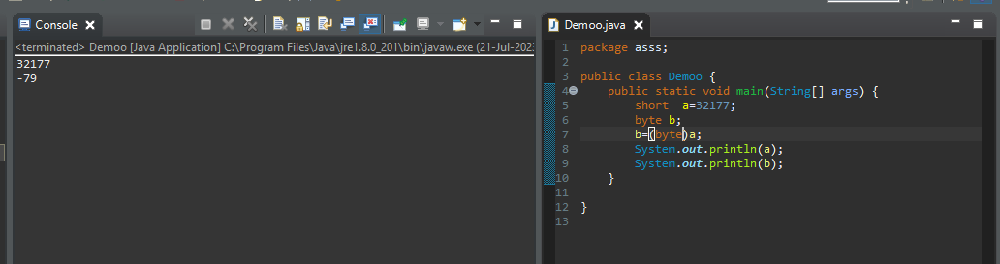 Console
<terminated> Demoo [Java Application] C:\Program Files\Java\jre1.8.0_201\bin\javaw.exe (21-Jul-202
32177
-79
Demoo.java
1 package asss;
2
3 public class Demoo {
4 public static void main(String[] args) {
5 short  a=32177;
6 byte b;
7 b=(byte)a;
8 System.out.println(a);
9 System.out.println(b);
10 }
11
12 }
13